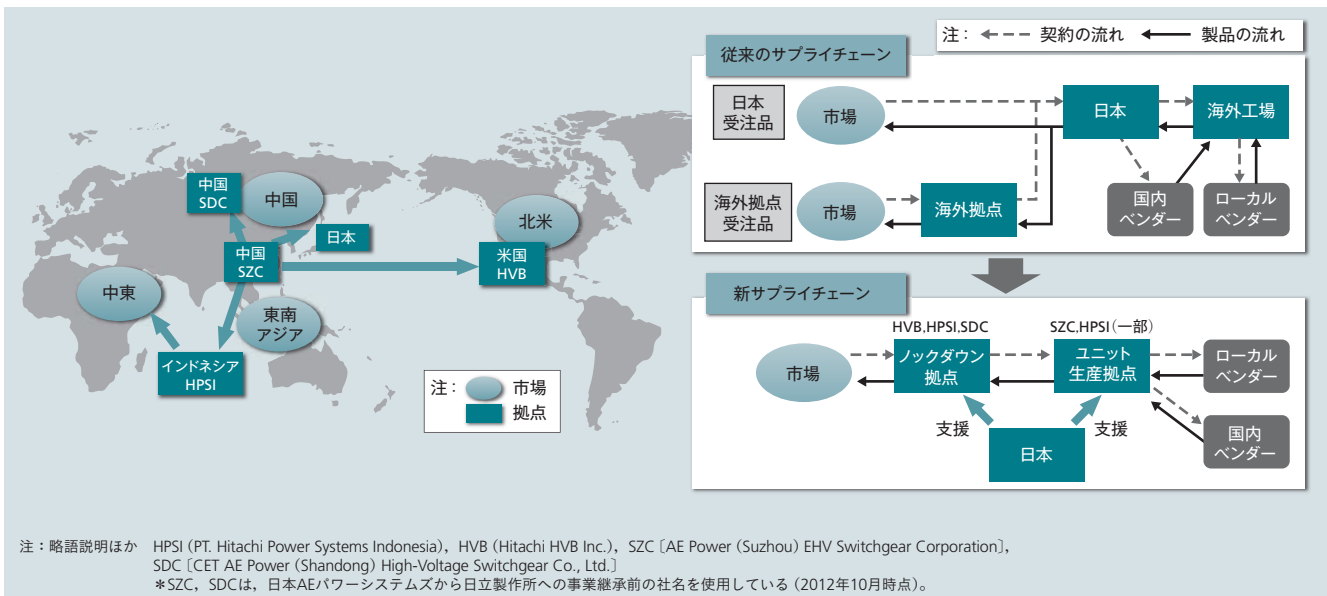 中国
SDC
中国
日本
中国
SZC
北米
米国
HVB
中東
東南
アジア
インドネシア
HPSI
注：
市場
拠点
注：
契約の流れ
製品の流れ
従来のサプライチェーン
日本
受注品
市場
日本
海外工場
海外拠点
受注品
市場
海外拠点
国内
ベンダー
ローカル
ベンダー
新サプライチェーン
HVB,HPSI,SDC
SZC,HPSI（一部）
市場
ノックダウン
拠点
ユニット
生産拠点
ローカル
ベンダー
支援
支援
日本
国内
ベンダー
注：略語説明ほか　HPSI（PT. Hitachi Power Systems Indonesia），HVB（Hitachi HVB Inc.），SZC〔AE Power（Suzhou）EHV Switchgear Corporation〕，
SDC〔CET AE Power（Shandong）High-Voltage Switchgear Co., Ltd.〕
＊SZC，SDCは，日本AEパワーシステムズから日立製作所への事業継承前の社名を使用している（2012年10月時点）。